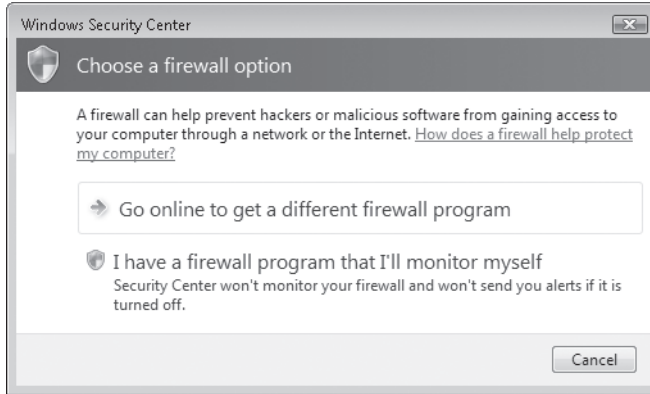 Windows Security Center
Choose a firewall option
A firewall can help prevent hackers or malicious software from gaining access to
your computer through a network or the Internet. How does a firewall help protect
my computer?
Go online to get a different firewall program
I have a firewall program that I'll monitor myself
Security Center won't monitor your firewall and won't send you alerts if it is
turned off.
Cancel